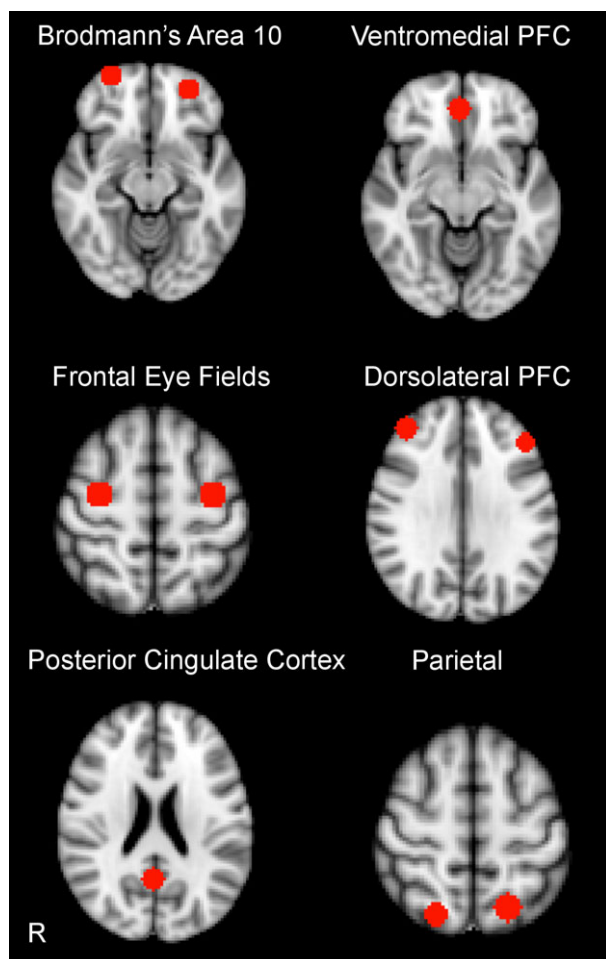 Brodmann's Area 10
Ventromedial PFC
Frontal Eye Fields
Dorsolateral PFC
Posterior Cingulate Cortex
Parietal
R